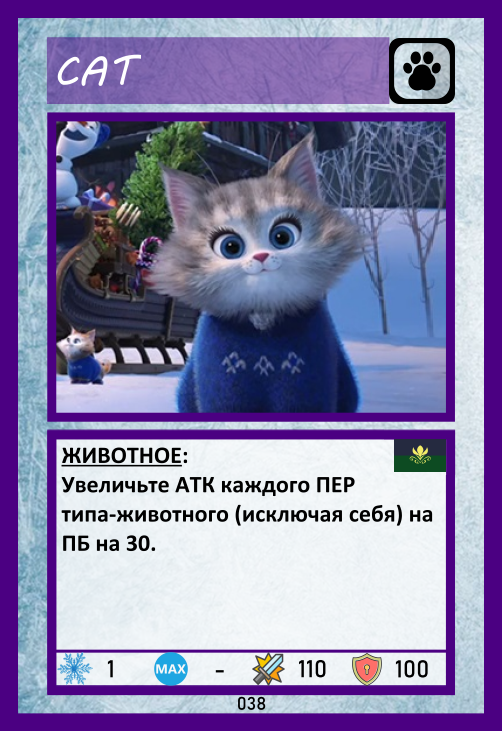 CAT
ЖИВОТНОЕ:
Увеличьте АТК каждого ПЕР
типа-животного (исключая себя) на
ПБ на 30.
1 MAX - 110 100
038